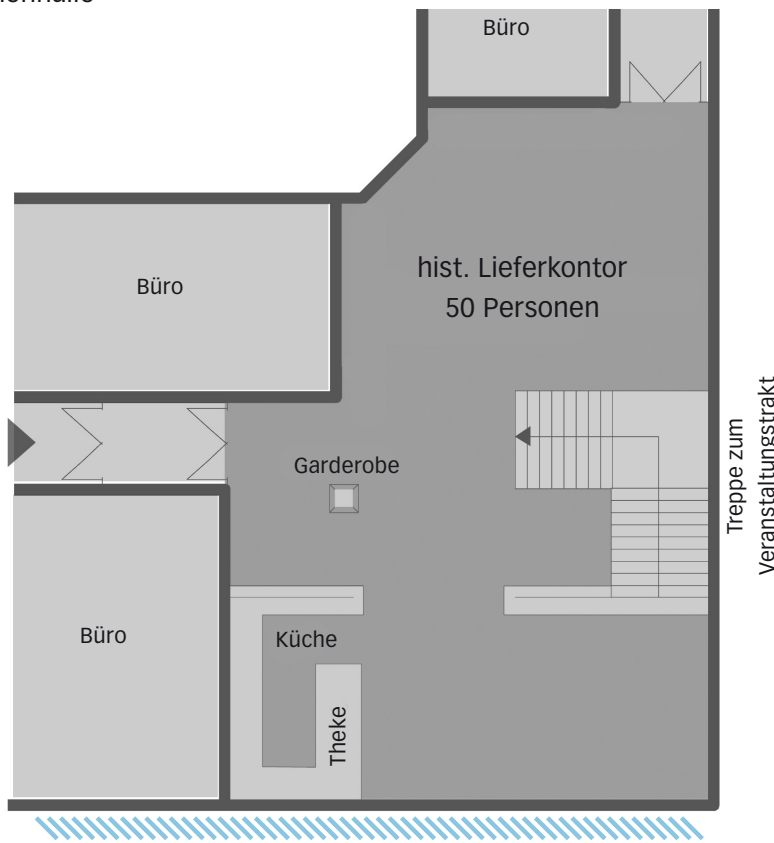 Büro
hist. Lieferkontor
50 Personen
Büro
Garderobe
Treppe zum
Veranstaltungstrakt
Büro
Küche
Theke